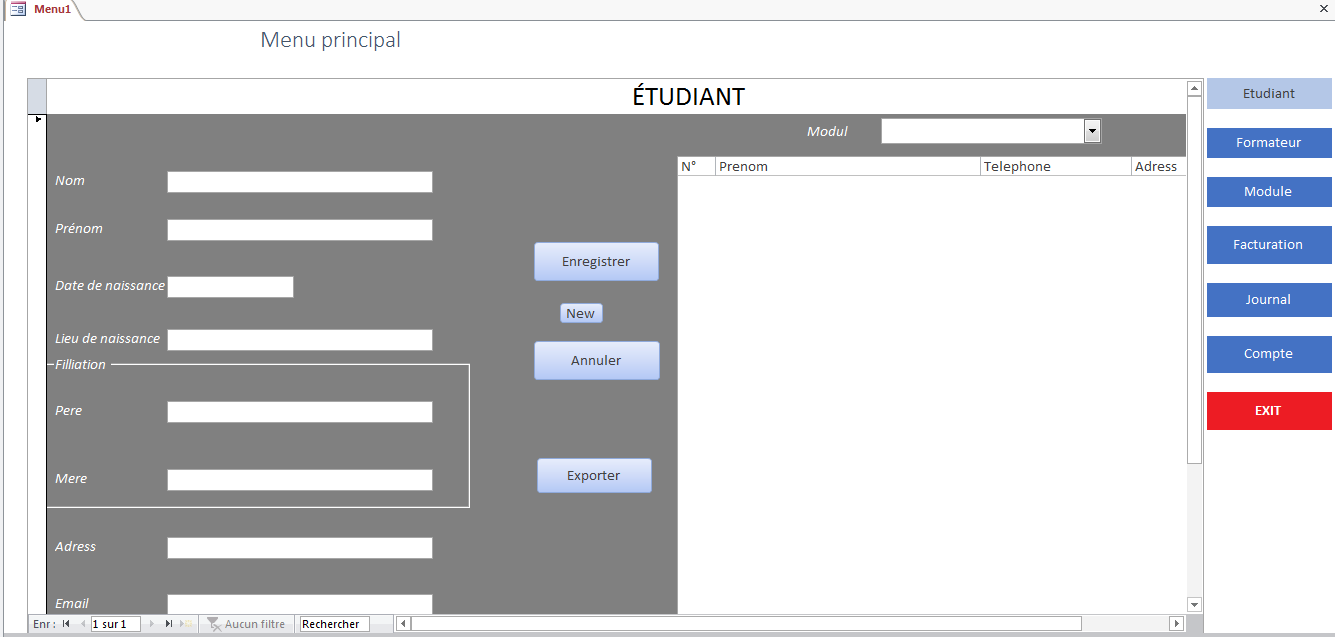 Menu1
Menu principal
ÉTUDIANT
Etudiant
Modul
Formateur
N° Prenom Telephone Adress
Nom
Module
Prénom
Facturation
Enregistrer
Date de naissance
Journal
New
Lieu de naissance
Annuler
Compte
Filliation
Pere
EXIT
Mere
Exporter
Adress
Email
Enr : 1 sur 1 Aucun filtre Rechercher